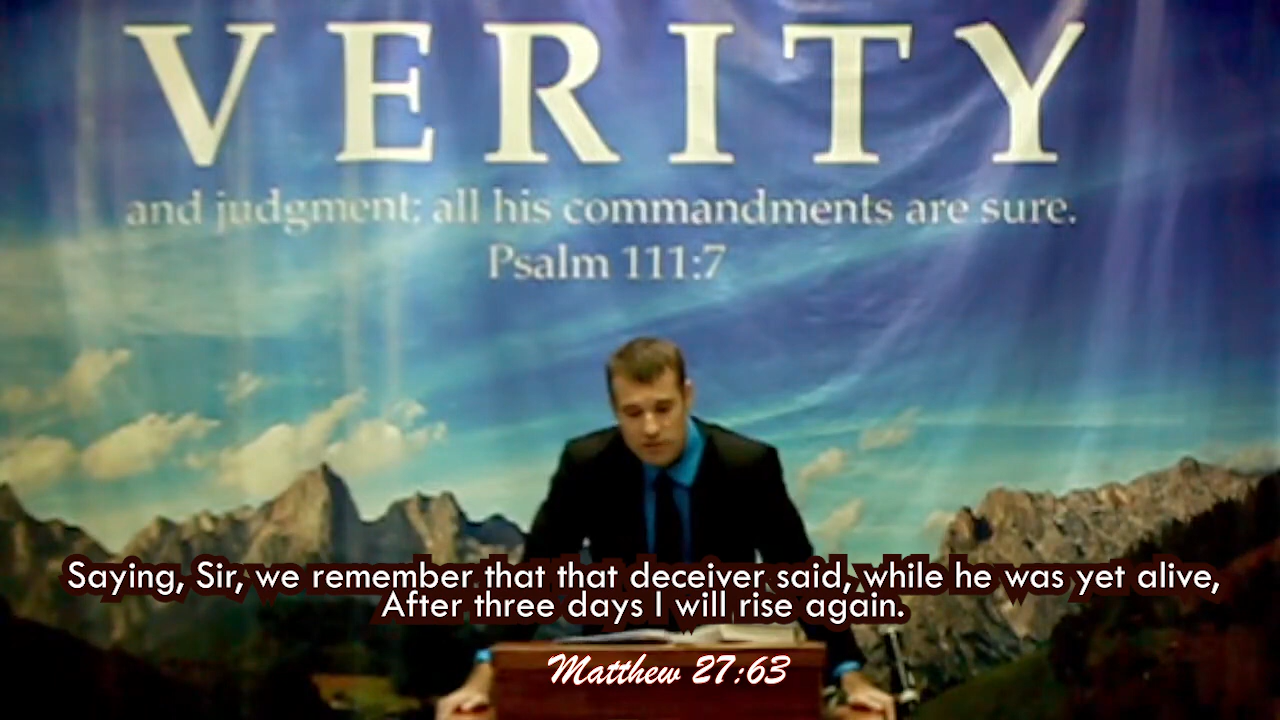 VERITY
and judgment; all his commandments are sure.
Psalm 111:7
Saying, Sir, we remember that that deceiver said, while he was yet alive,
After three days I will rise again.
Matthew 27:63